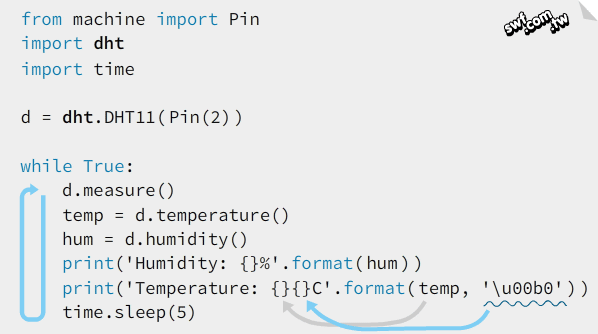 from machine import Pin
import dht
import time
d = dht.DHT11(Pin(2))
while True:
    d.measure()
    temp = d.temperature()
    hum = d.humidity()
    print('Humidity: {}%'.format(hum))
    print('Temperature: {}{}C'.format(temp, '\u00b0'))
    time.sleep(5)
swf.com.tw